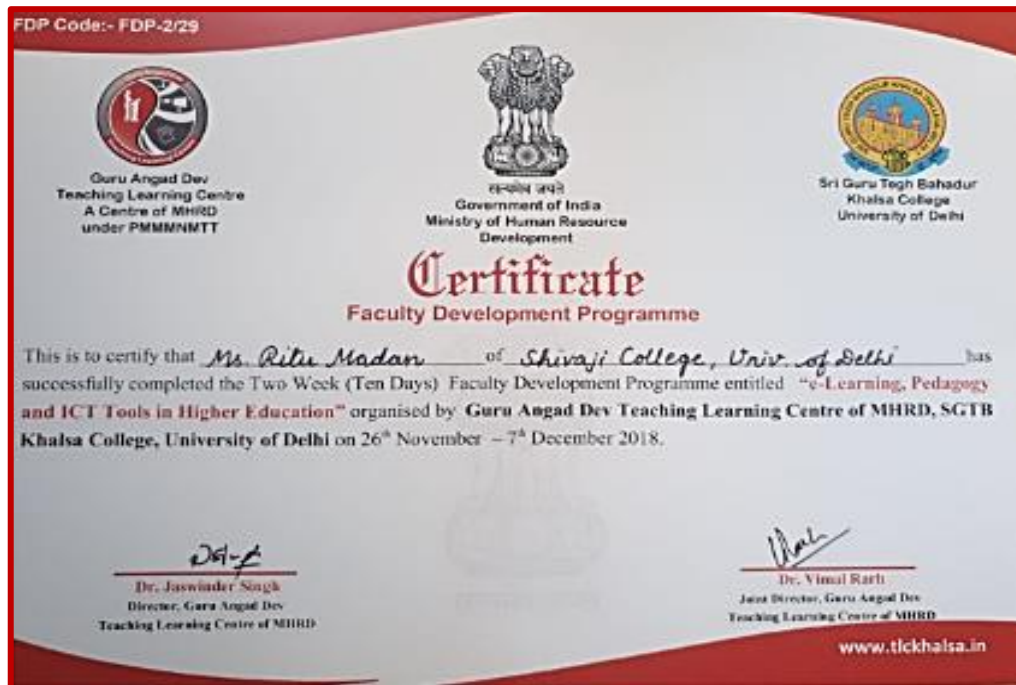 FDP Code:- FDP-2/29
Guru Angad Dev
Teaching Learning Centre
A Centre of MHRD
under PMMMNMTT
सत्यमेव जयते
Government of India
Ministry of Human Resource
Development
Sri Guru Tegh Bahadur
Khalsa College
University of Delhi
Certificate
Faculty Development Programme
This is to certify that Ms. Ritu Madan of Shivaji College, Univ. of Delhi has
successfully completed the Two Week (Ten Days) Faculty Development Programme entitled "e-Learning, Pedagogy
and ICT Tools in Higher Education" organised by Guru Angad Dev Teaching Learning Centre of MHRD, SGTB
Khalsa College, University of Delhi on 26th November – 7th December 2018.
Dr. Jaswinder Singh
Director, Guru Angad Dev
Teaching Learning Centre of MHRD
Dr. Vimal Rarh
Joint Director, Guru Angad Dev
Teaching Learning Centre of MHRD
www.tlckhalsa.in